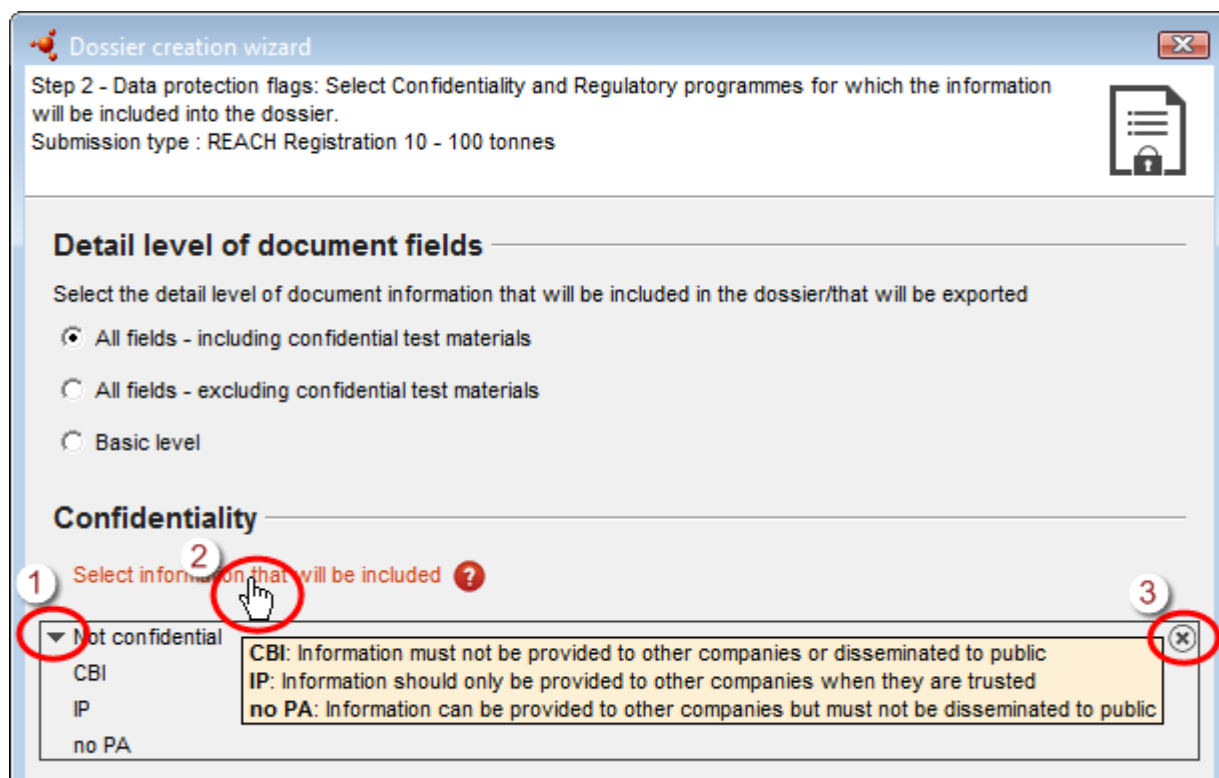 Dossier creation wizard
Step 2 - Data protection flags: Select Confidentiality and Regulatory programmes for which the information
will be included into the dossier.
Submission type : REACH Registration 10 - 100 tonnes
Detail level of document fields
Select the detail level of document information that will be included in the dossier/that will be exported
All fields - including confidential test materials
All fields - excluding confidential test materials
Basic level
Confidentiality
2
1
Select information that will be included ?
3
Not confidential
CBI
IP
no PA
CBI: Information must not be provided to other companies or disseminated to public
IP: Information should only be provided to other companies when they are trusted
no PA: Information can be provided to other companies but must not be disseminated to public